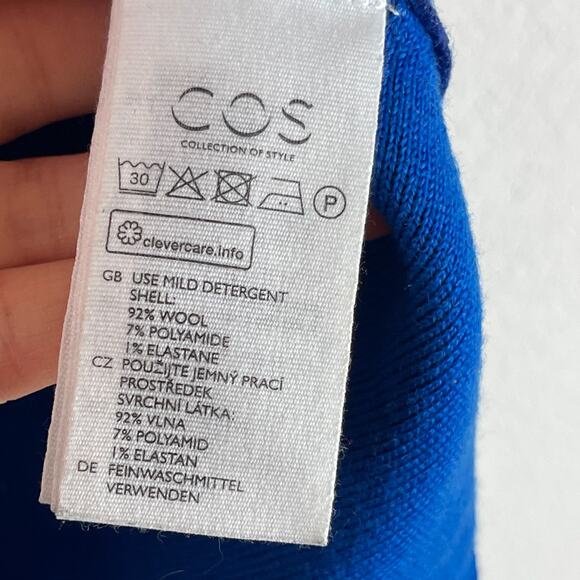 COS
COLLECTION OF STYLE
30
P
clevercare.info
GB USE MILD DETERGENT
SHELL:
92% WOOL
7% POLYAMIDE
1% ELASTANE
CZ POUŽIJTE JEMNÝ PRACÍ
PROSTŘEDEK
SVRCHNÍ LÁTKA:
92% VLNA
7% POLYAMID
1% ELASTAN
DE FEINWASCHMITTEL
VERWENDEN